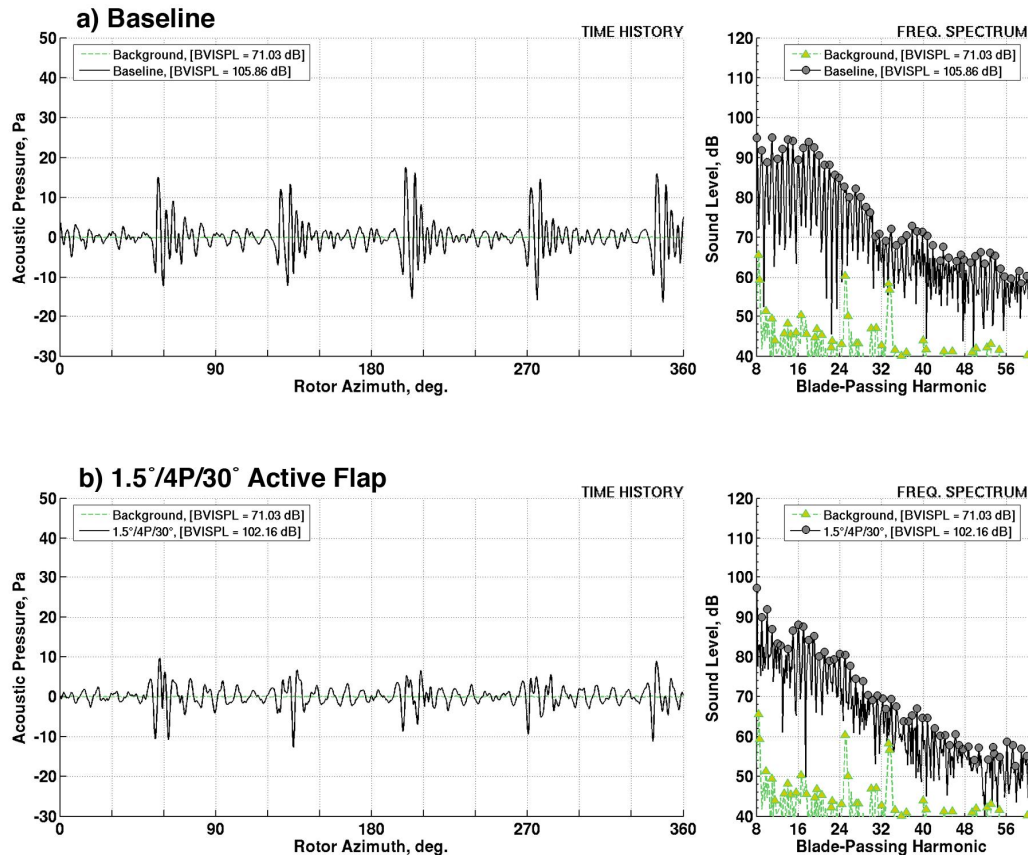 a) Baseline
TIME HISTORY
Background, [BVISPL = 71.03 dB]
Baseline, [BVISPL = 105.86 dB]
Acoustic Pressure, Pa
50
40
30
20
10
0
-10
-20
-30
0 90 180 270 360
Rotor Azimuth, deg.
FREQ. SPECTRUM
Background, [BVISPL = 71.03 dB]
Baseline, [BVISPL = 105.86 dB]
Sound Level, dB
120
110
100
90
80
70
60
50
40
8 16 24 32 40 48 56
Blade-Passing Harmonic
b) 1.5°/4P/30° Active Flap
TIME HISTORY
Background, [BVISPL = 71.03 dB]
1.5°/4P/30°, [BVISPL = 102.16 dB]
Acoustic Pressure, Pa
50
40
30
20
10
0
-10
-20
-30
0 90 180 270 360
Rotor Azimuth, deg.
FREQ. SPECTRUM
Background, [BVISPL = 71.03 dB]
1.5°/4P/30°, [BVISPL = 102.16 dB]
Sound Level, dB
120
110
100
90
80
70
60
50
40
8 16 24 32 40 48 56
Blade-Passing Harmonic